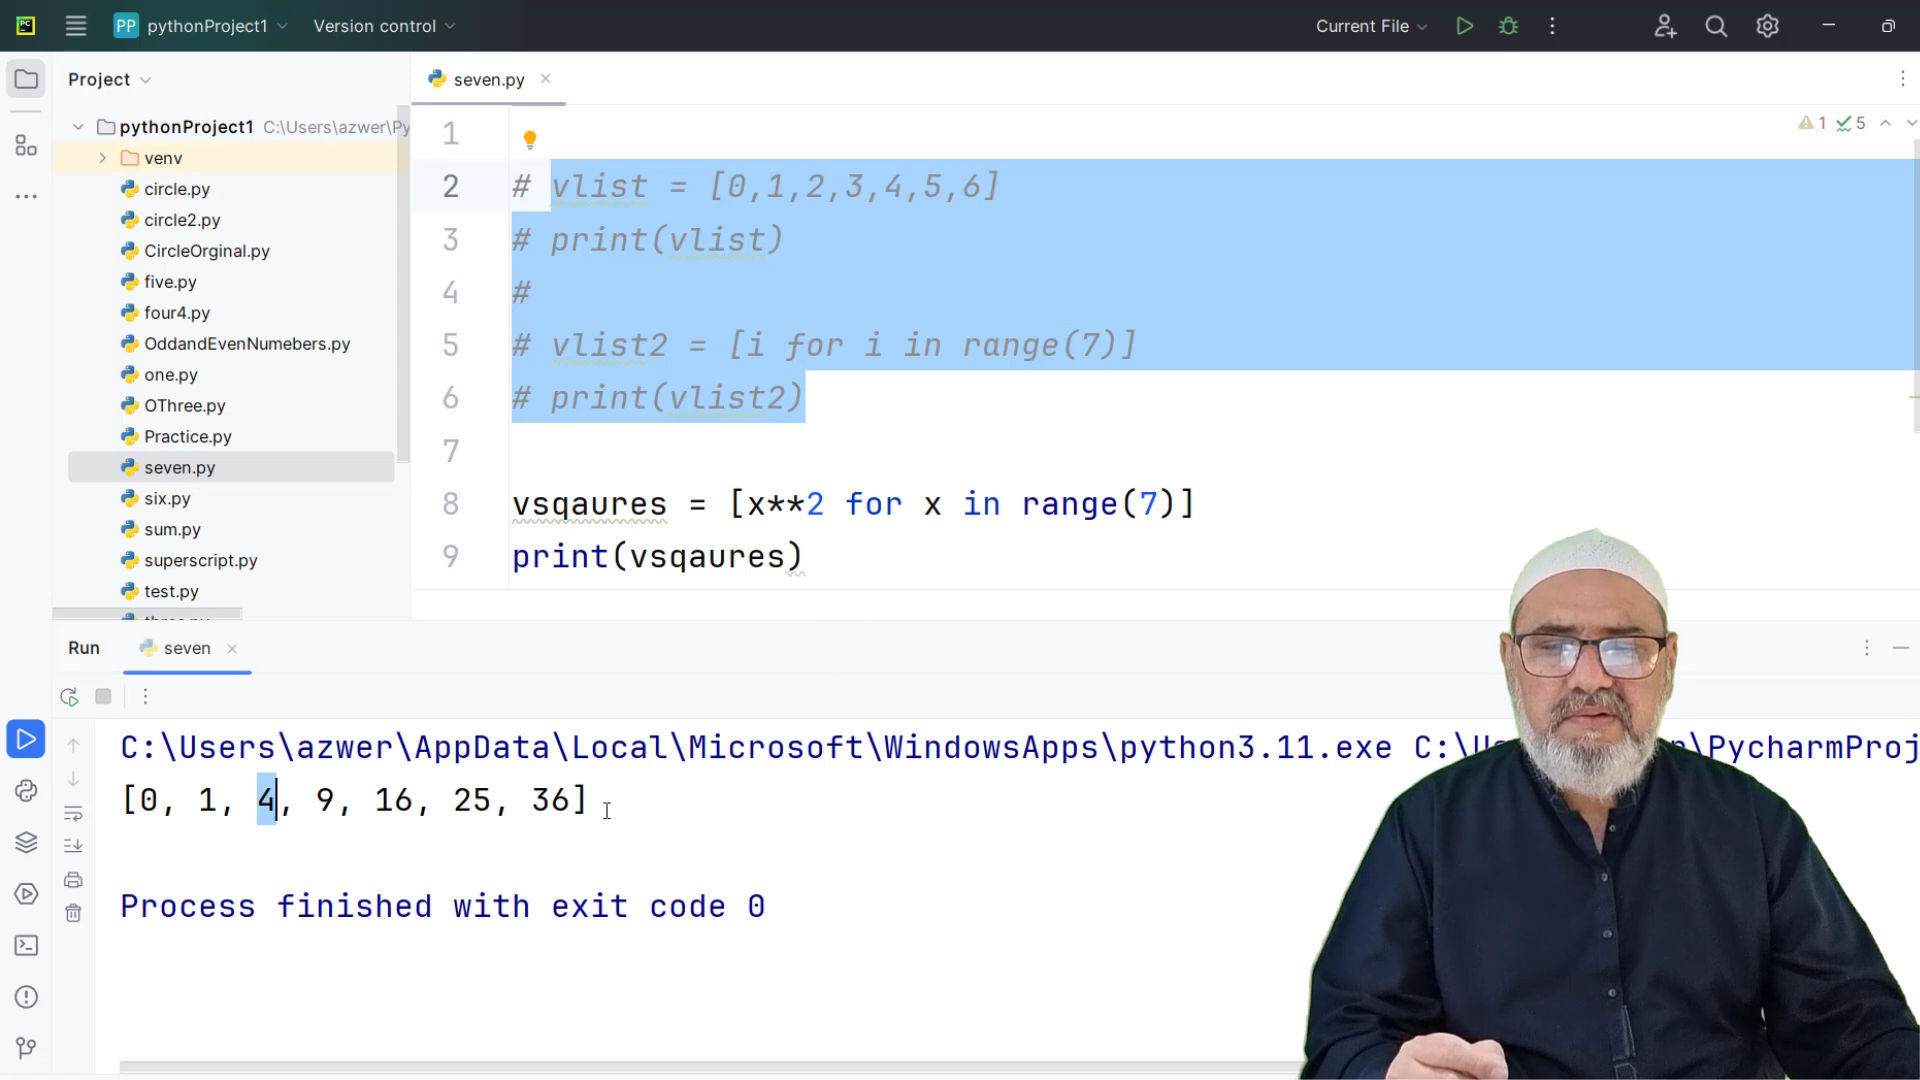 PC
PP pythonProject1 Version control Current File
Project
seven.py
pythonProject1 C:\Users\azwer\Py
venv
circle.py
circle2.py
CircleOrginal.py
five.py
four4.py
OddandEvenNumebers.py
one.py
OThree.py
Practice.py
seven.py
six.py
sum.py
superscript.py
test.py
1 5
1
2 # vlist = [0,1,2,3,4,5,6]
3 # print(vlist)
4 #
5 # vlist2 = [i for i in range(7)]
6 # print(vlist2)
7
8 vsqaures = [x**2 for x in range(7)]
9 print(vsqaures)
Run seven
C:\Users\azwer\AppData\Local\Microsoft\WindowsApps\python3.11.exe C:\U \PycharmProj
[0, 1, 4, 9, 16, 25, 36]
Process finished with exit code 0